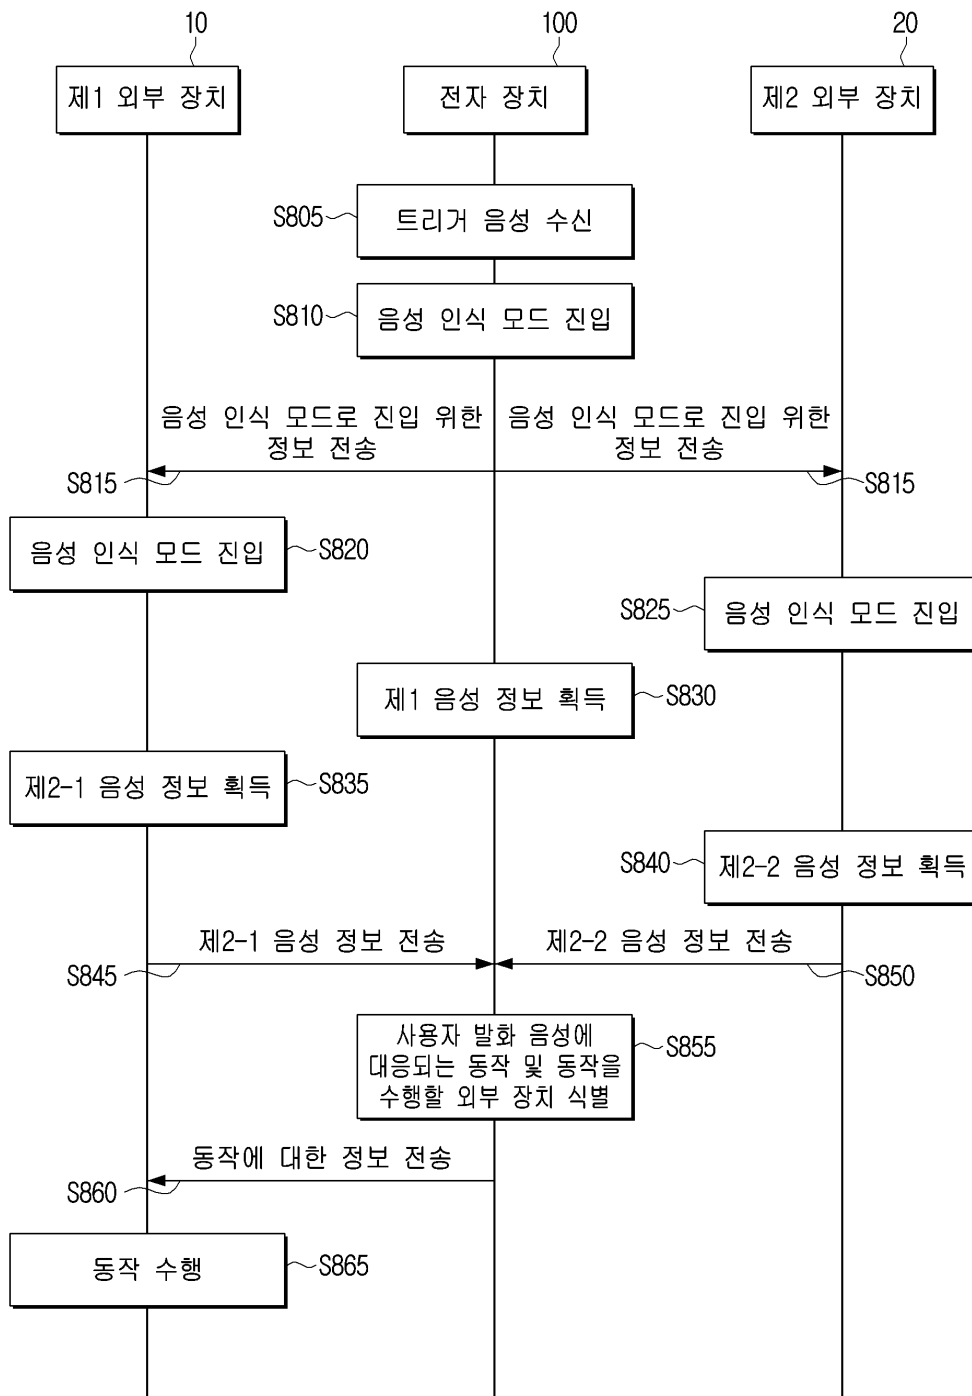 10
100
20
제1 외부 장치
전자 장치
제2 외부 장치
S805
트리거 음성 수신
S810
음성 인식 모드 진입
음성 인식 모드로 진입 위한
정보 전송
음성 인식 모드로 진입 위한
정보 전송
S815
S815
음성 인식 모드 진입
S820
S825
음성 인식 모드 진입
제1 음성 정보 획득
S830
제2-1 음성 정보 획득
S835
S840
제2-2 음성 정보 획득
제2-1 음성 정보 전송
제2-2 음성 정보 전송
S845
S850
사용자 발화 음성에
대응되는 동작 및 동작을
수행할 외부 장치 식별
S855
동작에 대한 정보 전송
S860
동작 수행
S865